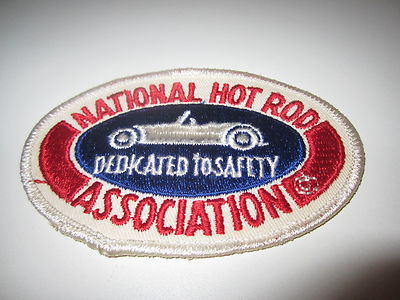 NATIONAL HOT ROD
DEDICATED TO SAFETY
ASSOCIATION